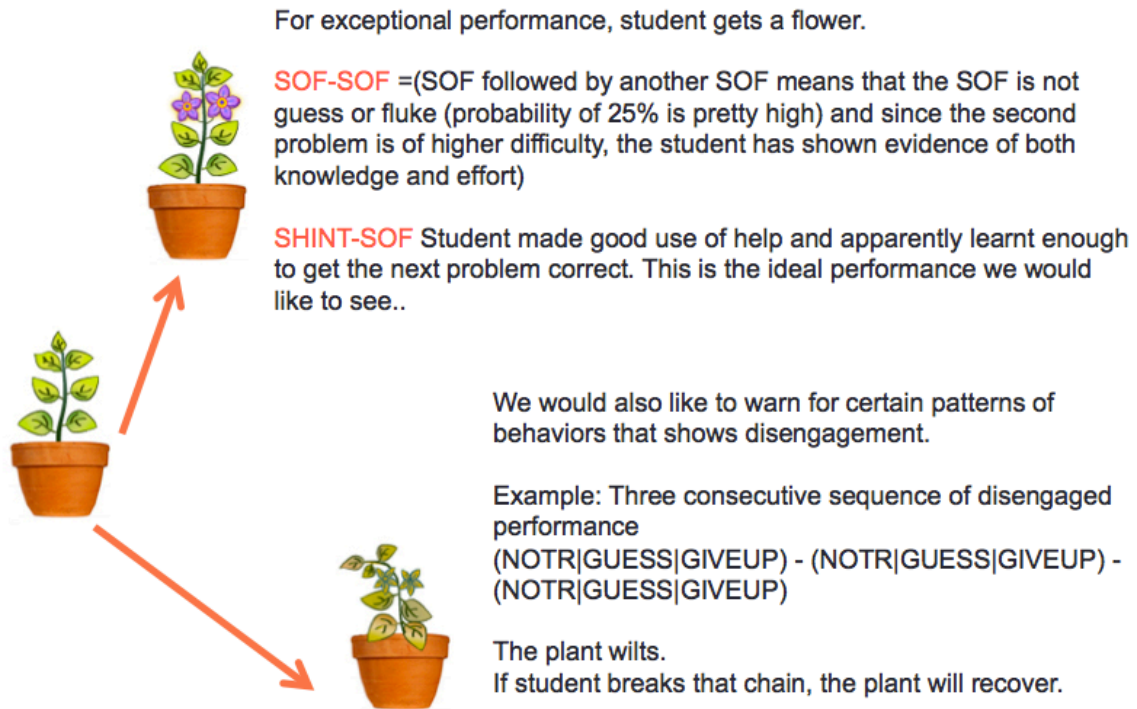 For exceptional performance, student gets a flower.
SOF-SOF =(SOF followed by another SOF means that the SOF is not
guess or fluke (probability of 25% is pretty high) and since the second
problem is of higher difficulty, the student has shown evidence of both
knowledge and effort)
SHINT-SOF Student made good use of help and apparently learnt enough
to get the next problem correct. This is the ideal performance we would
like to see..
We would also like to warn for certain patterns of
behaviors that shows disengagement.
Example: Three consecutive sequence of disengaged
performance
(NOTR|GUESS|GIVEUP) - (NOTR|GUESS|GIVEUP) -
(NOTR|GUESS|GIVEUP)
The plant wilts.
If student breaks that chain, the plant will recover.